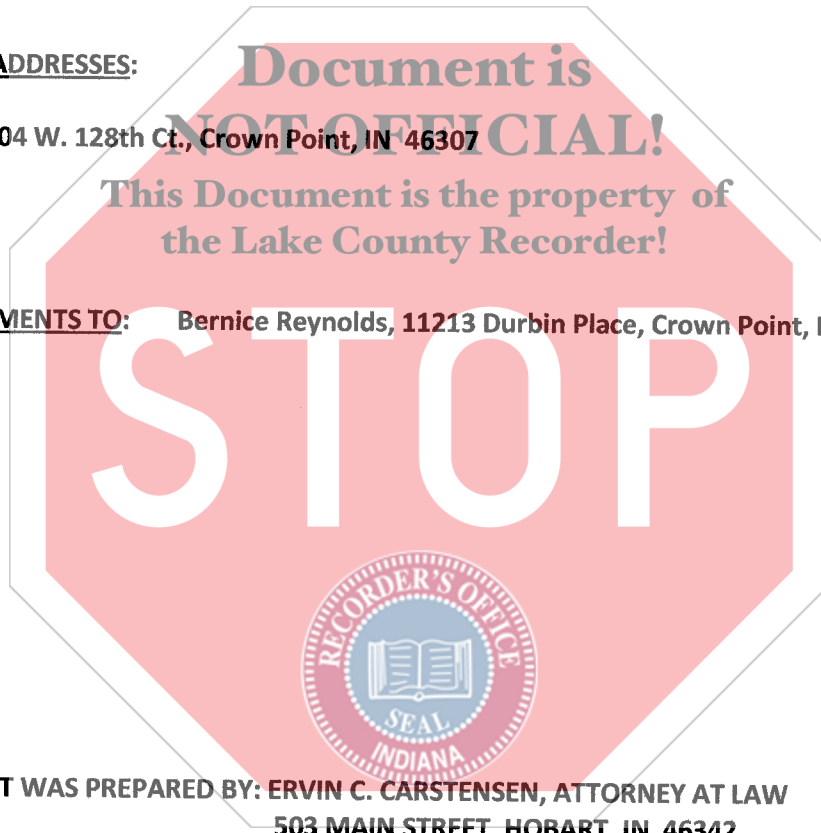 ADDRESSES:
Document is
NOT OFFICIAL!
04 W. 128th Ct., Crown Point, IN 46307
This Document is the property of
the Lake County Recorder!
MENTS TO: Bernice Reynolds, 11213 Durbin Place, Crown Point,
STOP
RECORDER'S OFFICE
SEAL
INDIANA
T WAS PREPARED BY: ERVIN C. CARSTENSEN, ATTORNEY AT LAW
503 MAIN STREET, HOBART, IN 46342